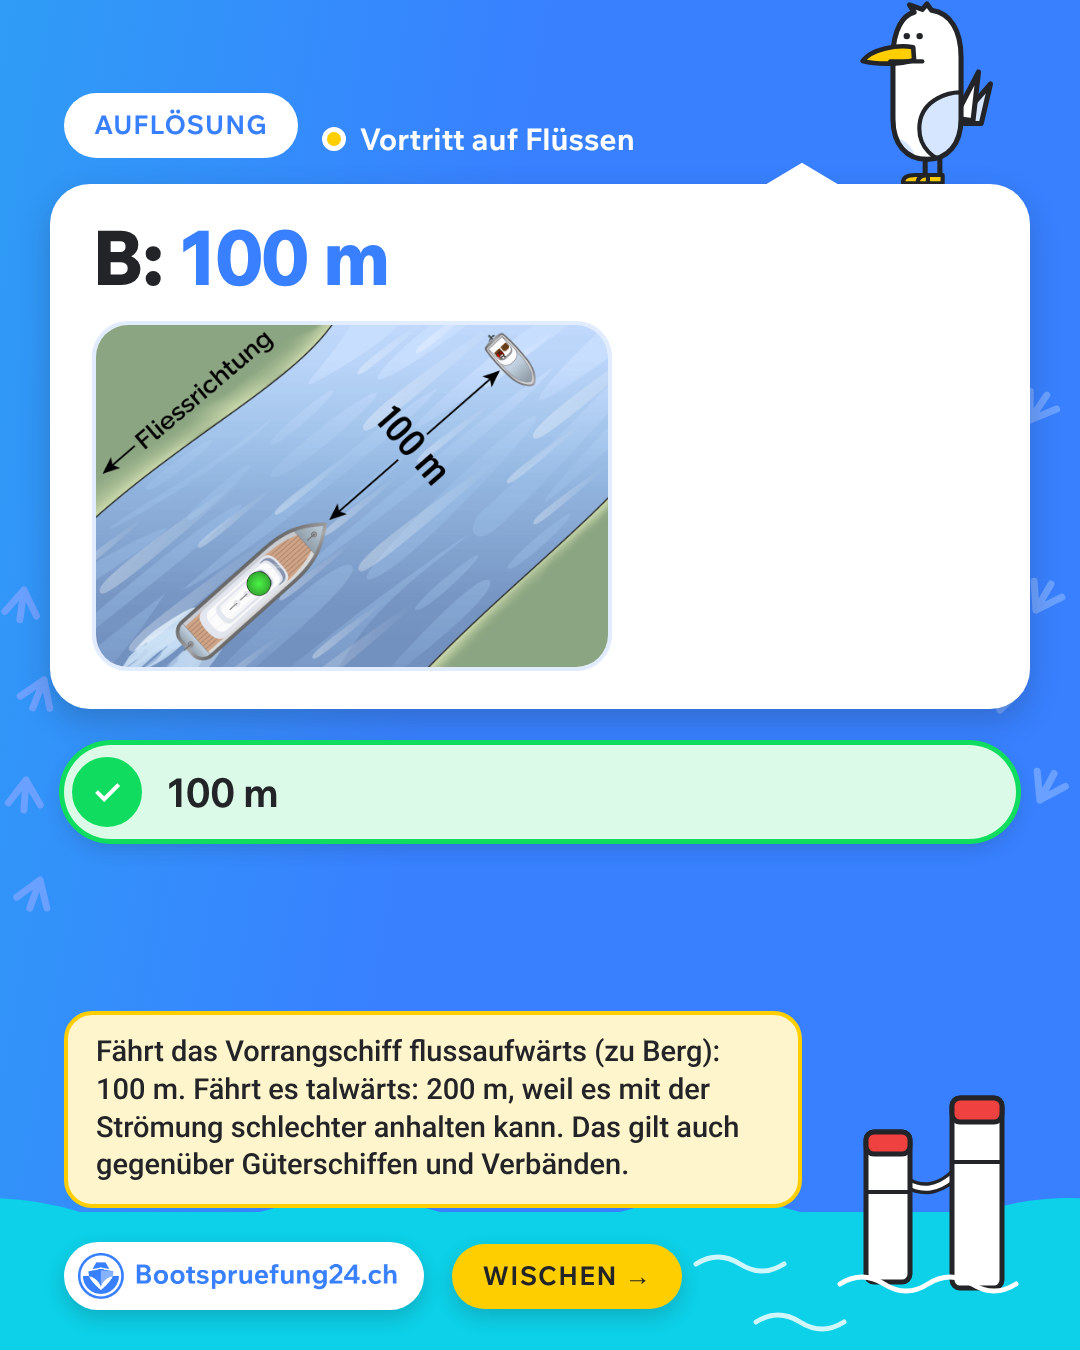 AUFLÖSUNG
Vortritt auf Flüssen
B: 100 m
Fliessrichtung
100 m
100 m
Fährt das Vorrangschiff flussaufwärts (zu Berg):
100 m. Fährt es talwärts: 200 m, weil es mit der
Strömung schlechter anhalten kann. Das gilt auch
gegenüber Güterschiffen und Verbänden.
Bootspruefung24.ch
WISCHEN →